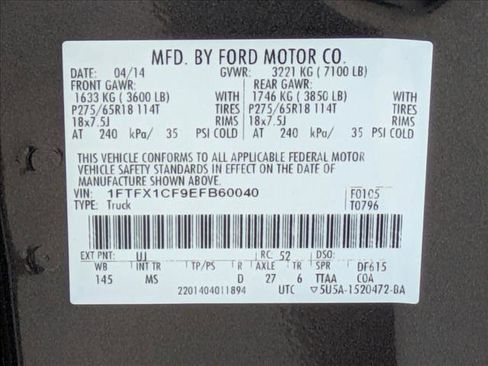 MFD. BY FORD MOTOR CO.
DATE: 04/14 GVWR: 3221 KG ( 7100 LB)
FRONT GAWR: REAR GAWR:
1633 KG ( 3600 LB) WITH 1746 KG ( 3850 LB) WITH
P275/65R18 114T TIRES P275/65R18 114T TIRES
18x7.5J RIMS 18x7.5J RIMS
AT 240 kPa/ 35 PSI COLD AT 240 kPa/ 35 PSI COLD
THIS VEHICLE CONFORMS TO ALL APPLICABLE FEDERAL MOTOR
VEHICLE SAFETY STANDARDS IN EFFECT ON THE DATE OF
MANUFACTURE SHOWN ABOVE.
VIN: 1FTFX1CF9EFB60040 F0105
TYPE: Truck T0796
EXT PNT: UJ RC: 52 DSO:
WB INT TR TP/PS R AXLE TR SPR DF615
145 MS D 27 6 TTAA COA
2201404011894 UTC ▽5U5A-1520472-BA